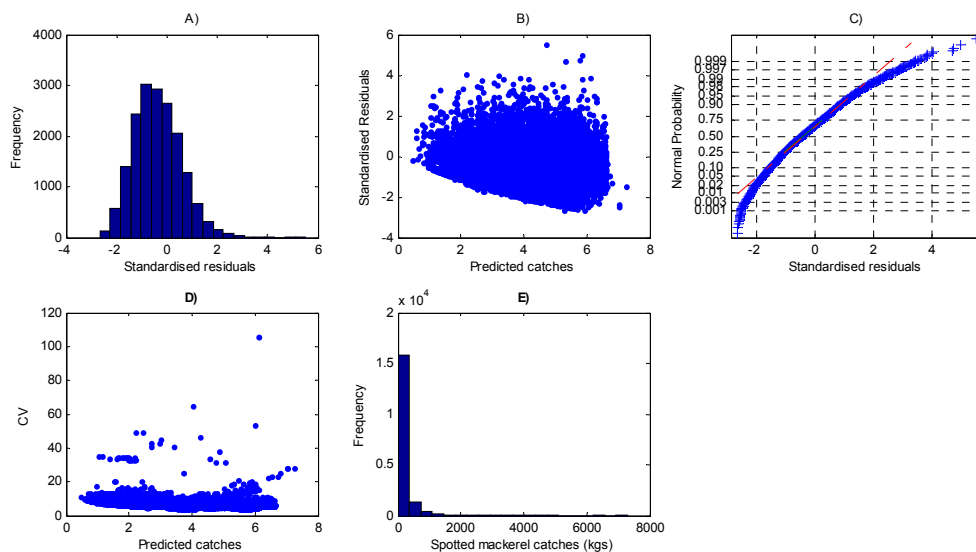 A)
4000
3000
2000
1000
0
Frequency
-4 -2 0 2 4 6
Standardised residuals
B)
6
4
2
0
-2
-4
Standardised Residuals
0 2 4 6 8
Predicted catches
C)
0.999
0.997
0.99
0.98
0.95
0.90
0.75
0.50
0.25
0.10
0.05
0.02
0.01
0.003
0.001
Normal Probability
-2 0 2 4
Standardised residuals
D)
120
100
80
60
40
20
0
CV
0 2 4 6 8
Predicted catches
E)
x 10^4
2
1.5
1
0.5
0
Frequency
0 2000 4000 6000 8000
Spotted mackerel catches (kgs)